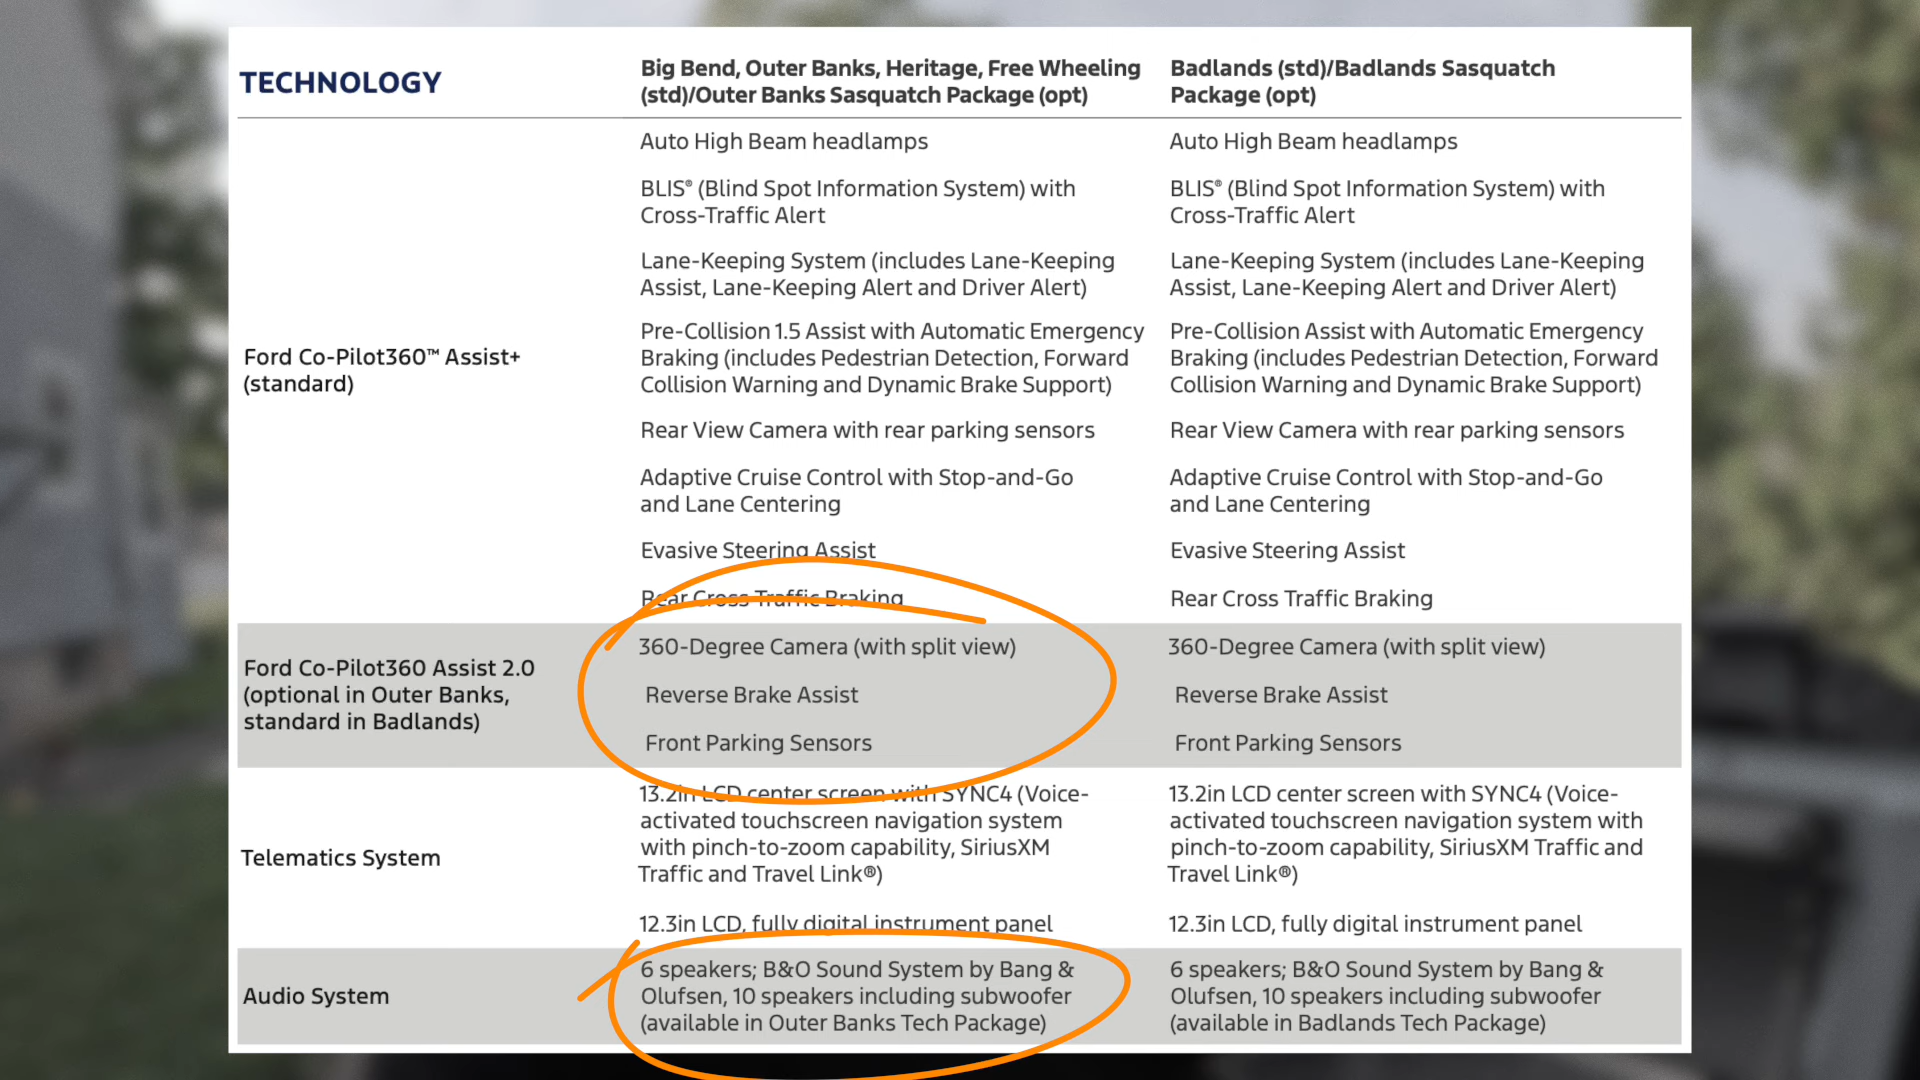 TECHNOLOGY
Big Bend, Outer Banks, Heritage, Free Wheeling
(std)/Outer Banks Sasquatch Package (opt)
Badlands (std)/Badlands Sasquatch
Package (opt)
Ford Co-Pilot360™ Assist+
(standard)
Auto High Beam headlamps
BLIS® (Blind Spot Information System) with
Cross-Traffic Alert
Lane-Keeping System (includes Lane-Keeping
Assist, Lane-Keeping Alert and Driver Alert)
Pre-Collision 1.5 Assist with Automatic Emergency
Braking (includes Pedestrian Detection, Forward
Collision Warning and Dynamic Brake Support)
Rear View Camera with rear parking sensors
Adaptive Cruise Control with Stop-and-Go
and Lane Centering
Evasive Steering Assist
Rear Cross Traffic Braking
Auto High Beam headlamps
BLIS® (Blind Spot Information System) with
Cross-Traffic Alert
Lane-Keeping System (includes Lane-Keeping
Assist, Lane-Keeping Alert and Driver Alert)
Pre-Collision Assist with Automatic Emergency
Braking (includes Pedestrian Detection, Forward
Collision Warning and Dynamic Brake Support)
Rear View Camera with rear parking sensors
Adaptive Cruise Control with Stop-and-Go
and Lane Centering
Evasive Steering Assist
Rear Cross Traffic Braking
Ford Co-Pilot360 Assist 2.0
(optional in Outer Banks,
standard in Badlands)
360-Degree Camera (with split view)
Reverse Brake Assist
Front Parking Sensors
360-Degree Camera (with split view)
Reverse Brake Assist
Front Parking Sensors
Telematics System
13.2in LCD center screen with SYNC4 (Voice-
activated touchscreen navigation system
with pinch-to-zoom capability, SiriusXM
Traffic and Travel Link®)
12.3in LCD, fully digital instrument panel
13.2in LCD center screen with SYNC4 (Voice-
activated touchscreen navigation system with
pinch-to-zoom capability, SiriusXM Traffic and
Travel Link®)
12.3in LCD, fully digital instrument panel
Audio System
6 speakers; B&O Sound System by Bang &
Olufsen, 10 speakers including subwoofer
(available in Outer Banks Tech Package)
6 speakers; B&O Sound System by Bang &
Olufsen, 10 speakers including subwoofer
(available in Badlands Tech Package)